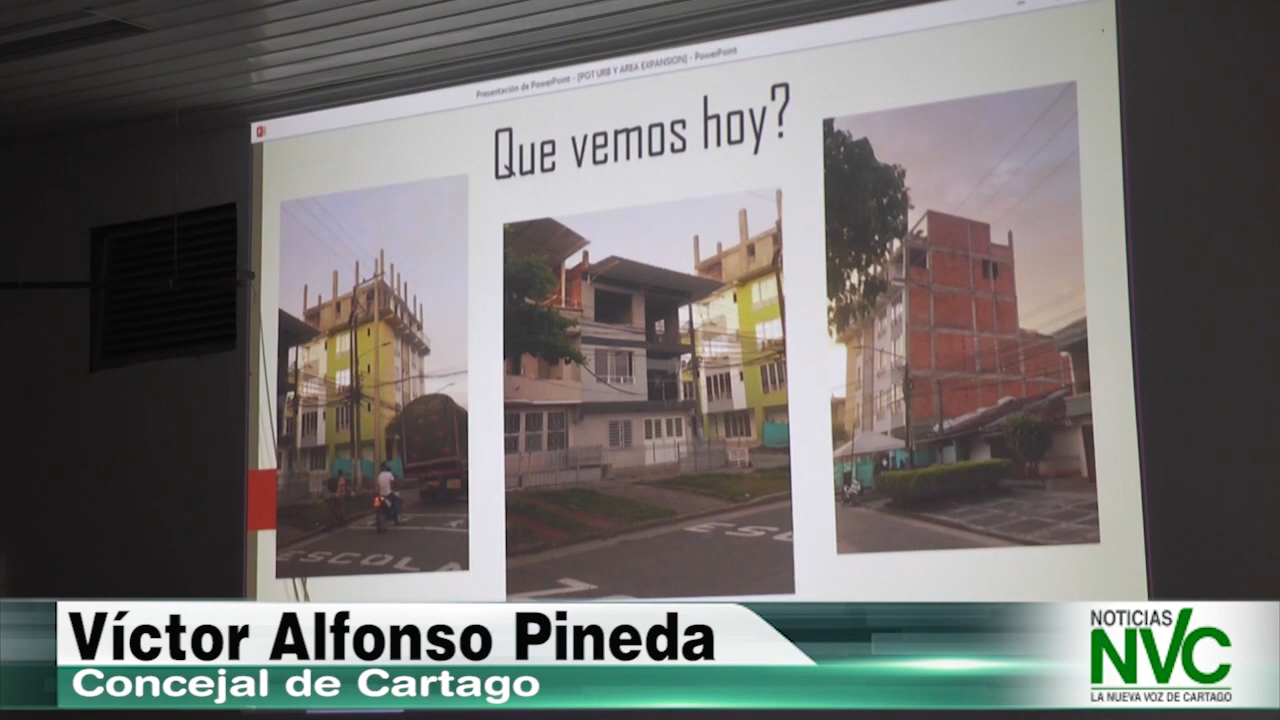 Presentación de PowerPoint - [POT URB Y AREA EXPANSION] - PowerPoint
Que vemos hoy?
ESCOLA
ESC
Víctor Alfonso Pineda
Concejal de Cartago
NOTICIAS
NVC
LA NUEVA VOZ DE CARTAGO